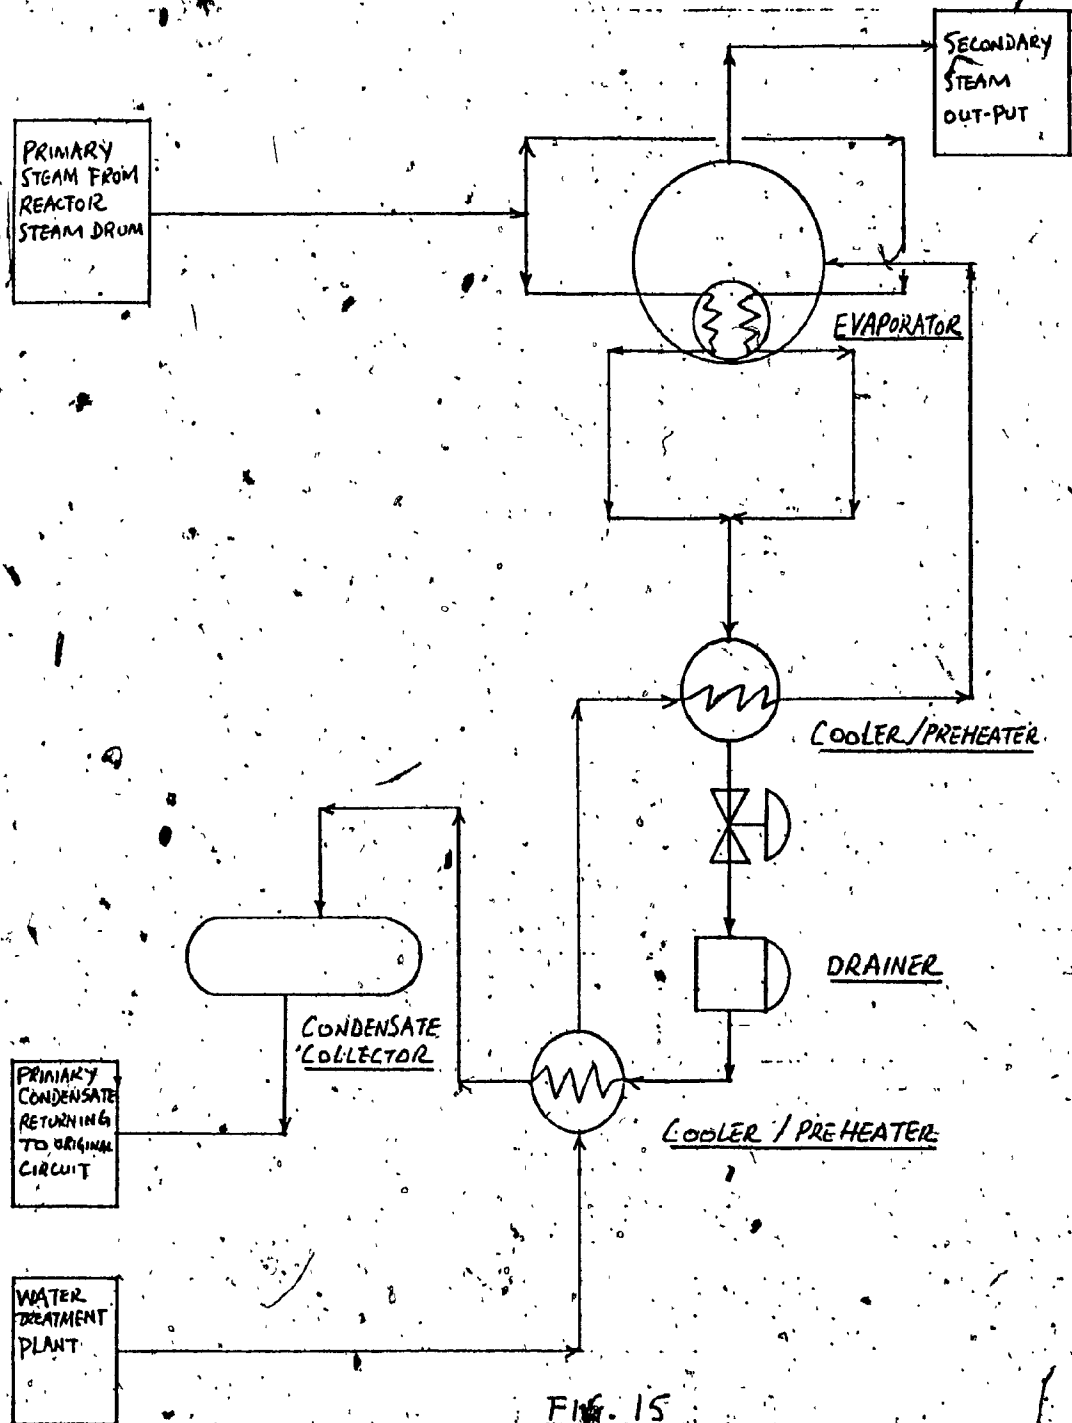 SECONDARY
STEAM
OUT-PUT
PRIMARY
STEAM FROM
REACTOR
STEAM DRUM
EVAPORATOR
COOLER/PREHEATER
DRAINER
CONDENSATE
COLLECTOR
PRIMARY
CONDENSATE
RETURNING
TO ORIGINAL
CIRCUIT
COOLER / PREHEATER
WATER
TREATMENT
PLANT
FIG. 15